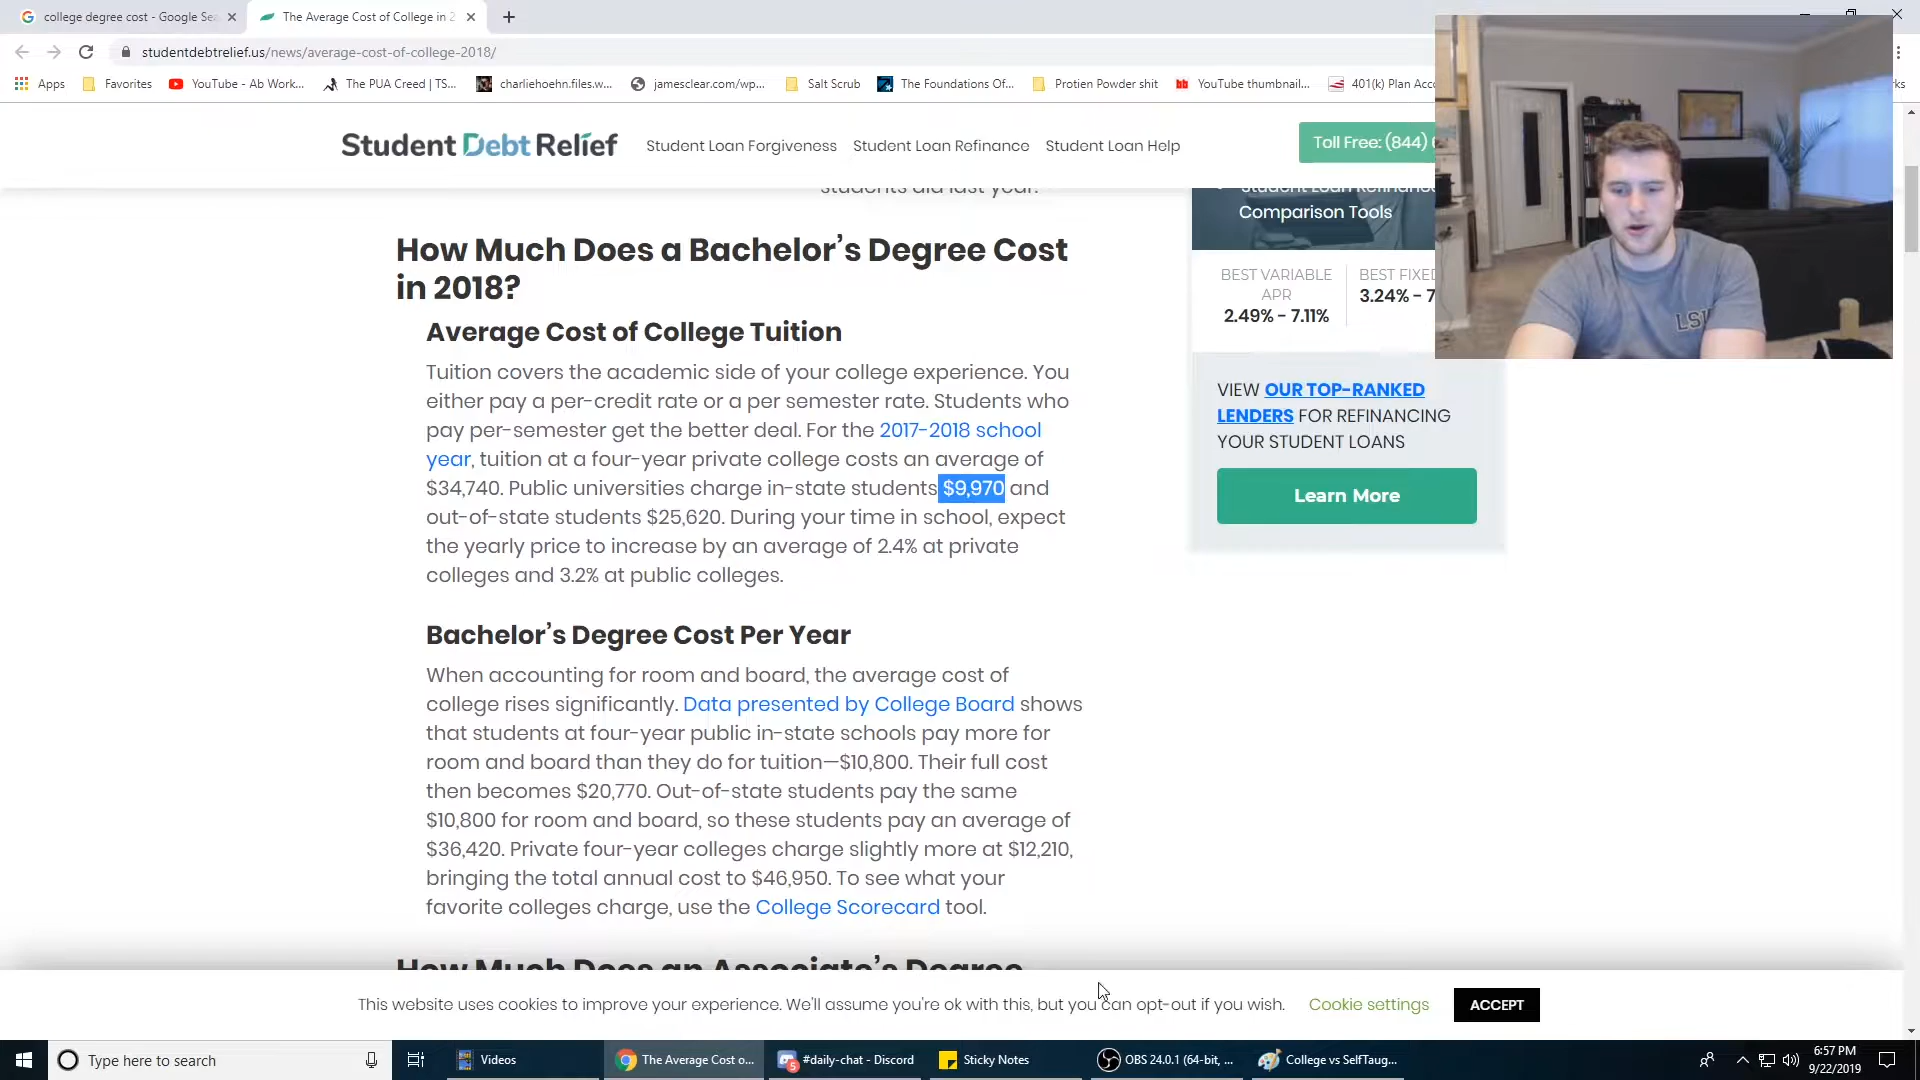 college degree cost - Google Sea
The Average Cost of College in 2
studentdebtrelief.us/news/average-cost-of-college-2018/
Apps
Favorites
YouTube - Ab Work...
The PUA Creed | TS...
charliehoehn.files.w...
jamesclear.com/wp...
Salt Scrub
The Foundations Of...
Protien Powder shit
YouTube thumbnail...
401(k) Plan Acc
Student Debt Relief
Student Loan Forgiveness
Student Loan Refinance
Student Loan Help
Toll Free: (844)
students did last year.
Student Loan Refinance
Comparison Tools
How Much Does a Bachelor's Degree Cost
in 2018?
BEST VARIABLE
APR
2.49% - 7.11%
BEST FIXED
3.24% - 7
Average Cost of College Tuition
Tuition covers the academic side of your college experience. You
either pay a per-credit rate or a per semester rate. Students who
pay per-semester get the better deal. For the 2017-2018 school
year, tuition at a four-year private college costs an average of
$34,740. Public universities charge in-state students $9,970 and
out-of-state students $25,620. During your time in school, expect
the yearly price to increase by an average of 2.4% at private
colleges and 3.2% at public colleges.
VIEW OUR TOP-RANKED
LENDERS FOR REFINANCING
YOUR STUDENT LOANS
Learn More
LSU
Bachelor's Degree Cost Per Year
When accounting for room and board, the average cost of
college rises significantly. Data presented by College Board shows
that students at four-year public in-state schools pay more for
room and board than they do for tuition—$10,800. Their full cost
then becomes $20,770. Out-of-state students pay the same
$10,800 for room and board, so these students pay an average of
$36,420. Private four-year colleges charge slightly more at $12,210,
bringing the total annual cost to $46,950. To see what your
favorite colleges charge, use the College Scorecard tool.
How Much Does an Associate's Degree
This website uses cookies to improve your experience. We'll assume you're ok with this, but you can opt-out if you wish.
Cookie settings
ACCEPT
Type here to search
Videos
The Average Cost o...
5
#daily-chat - Discord
Sticky Notes
OBS 24.0.1 (64-bit, ...
College vs SelfTaug...
6:57 PM
9/22/2019